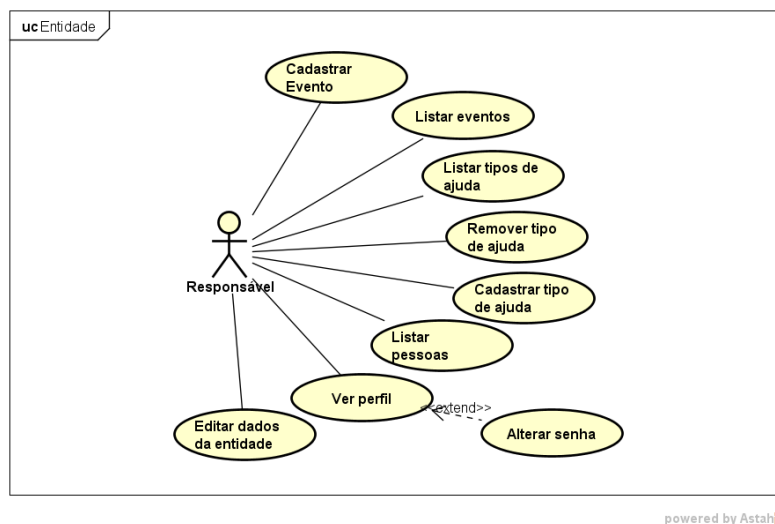 uc Entidade
Cadastrar
Evento
Listar eventos
Listar tipos de
ajuda
Remover tipo
de ajuda
Responsável
Cadastrar tipo
de ajuda
Listar
pessoas
Ver perfil
<<extend>>
Editar dados
da entidade
Alterar senha
powered by Astah